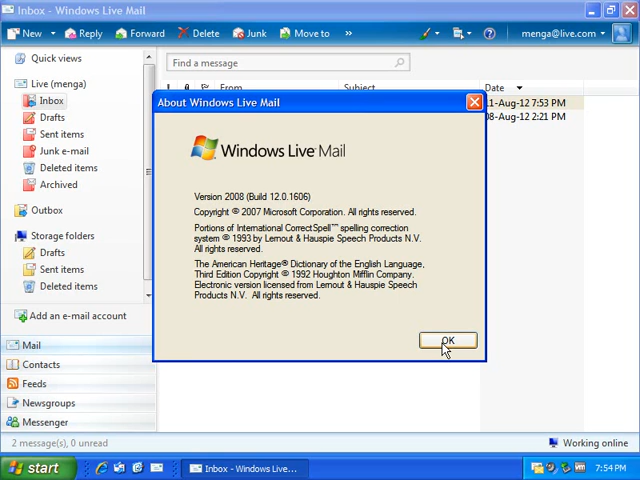 Inbox - Windows Live Mail
New
Reply
Forward
Delete
Junk
Move to
»
menga@live.com
Quick views
Live (menga)
Inbox
Drafts
Sent items
Junk e-mail
Deleted items
Archived
Outbox
Storage folders
Drafts
Sent items
Deleted items
Add an e-mail account
Mail
Contacts
Feeds
Newsgroups
Messenger
Find a message
! From Subject Date
11-Aug-12 7:53 PM
08-Aug-12 2:21 PM
About Windows Live Mail
Windows Live™ Mail
Version 2008 (Build 12.0.1606)
Copyright © 2007 Microsoft Corporation. All rights reserved.
Portions of International CorrectSpell™ spelling correction
system © 1993 by Lernout & Hauspie Speech Products N.V.
All rights reserved.
The American Heritage® Dictionary of the English Language,
Third Edition Copyright © 1992 Houghton Mifflin Company.
Electronic version licensed from Lernout & Hauspie Speech
Products N.V. All rights reserved.
OK
2 message(s), 0 unread
Working online
start
Inbox - Windows Live...
7:54 PM